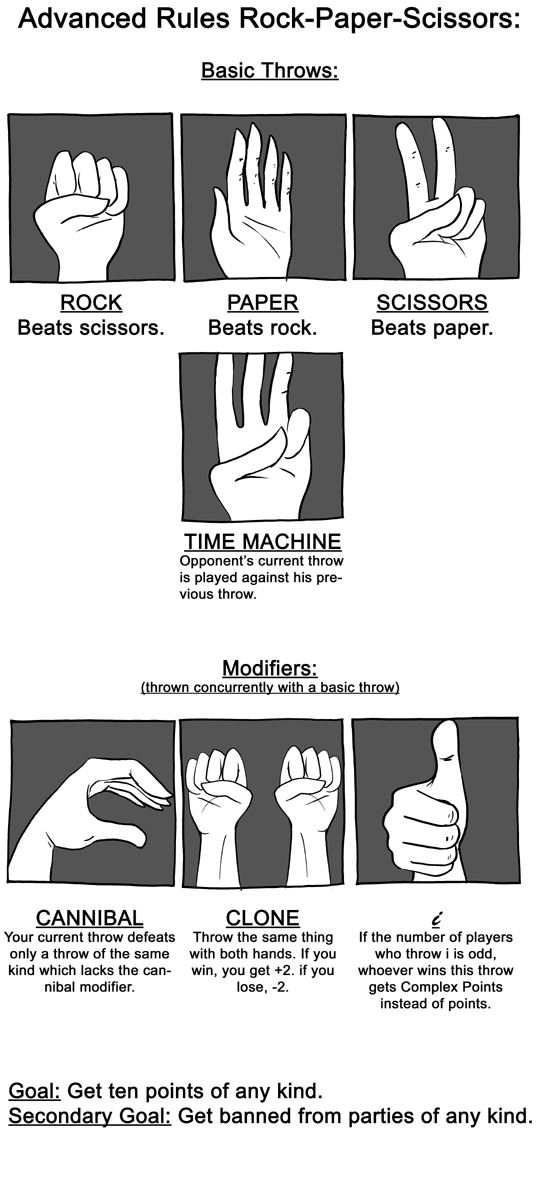 Advanced Rules Rock-Paper-Scissors:
Basic Throws:
ROCK
Beats scissors.
PAPER
Beats rock.
SCISSORS
Beats paper.
TIME MACHINE
Opponent's current throw
is played against his pre-
vious throw.
Modifiers:
(thrown concurrently with a basic throw)
CANNIBAL
Your current throw defeats
only a throw of the same
kind which lacks the can-
nibal modifier.
CLONE
Throw the same thing
with both hands. If you
win, you get +2. if you
lose, -2.
i
If the number of players
who throw i is odd,
whoever wins this throw
gets Complex Points
instead of points.
Goal: Get ten points of any kind.
Secondary Goal: Get banned from parties of any kind.